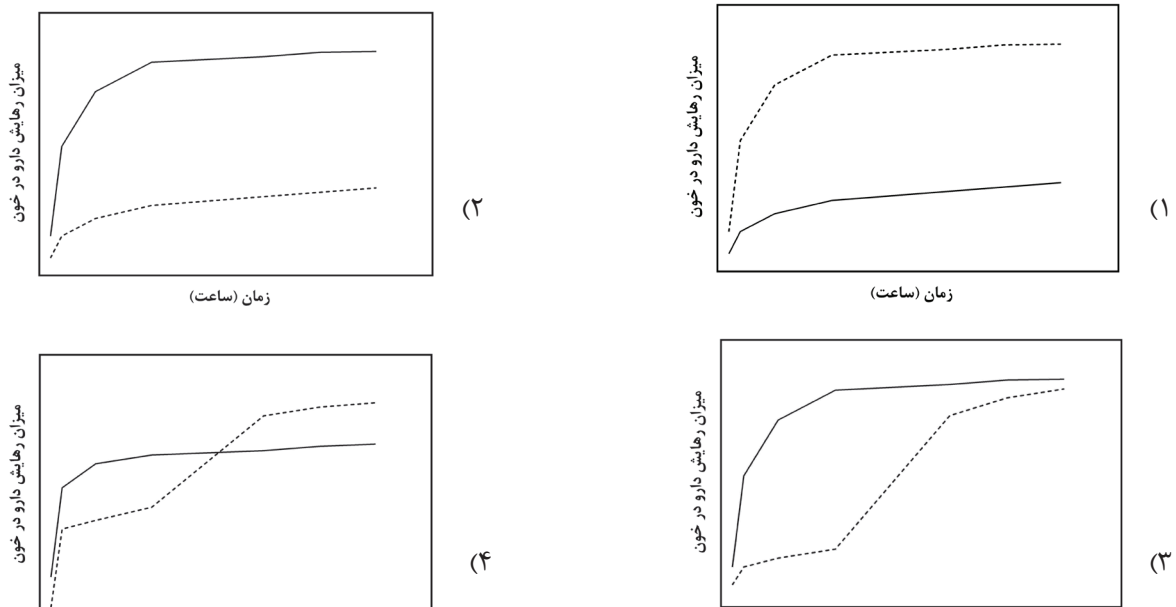 میزان رهایش دارو در خون
(۱
زمان (ساعت)
میزان رهایش دارو در خون
(۲
زمان (ساعت)
میزان رهایش دارو در خون
(۳
میزان رهایش دارو در خون
(۴